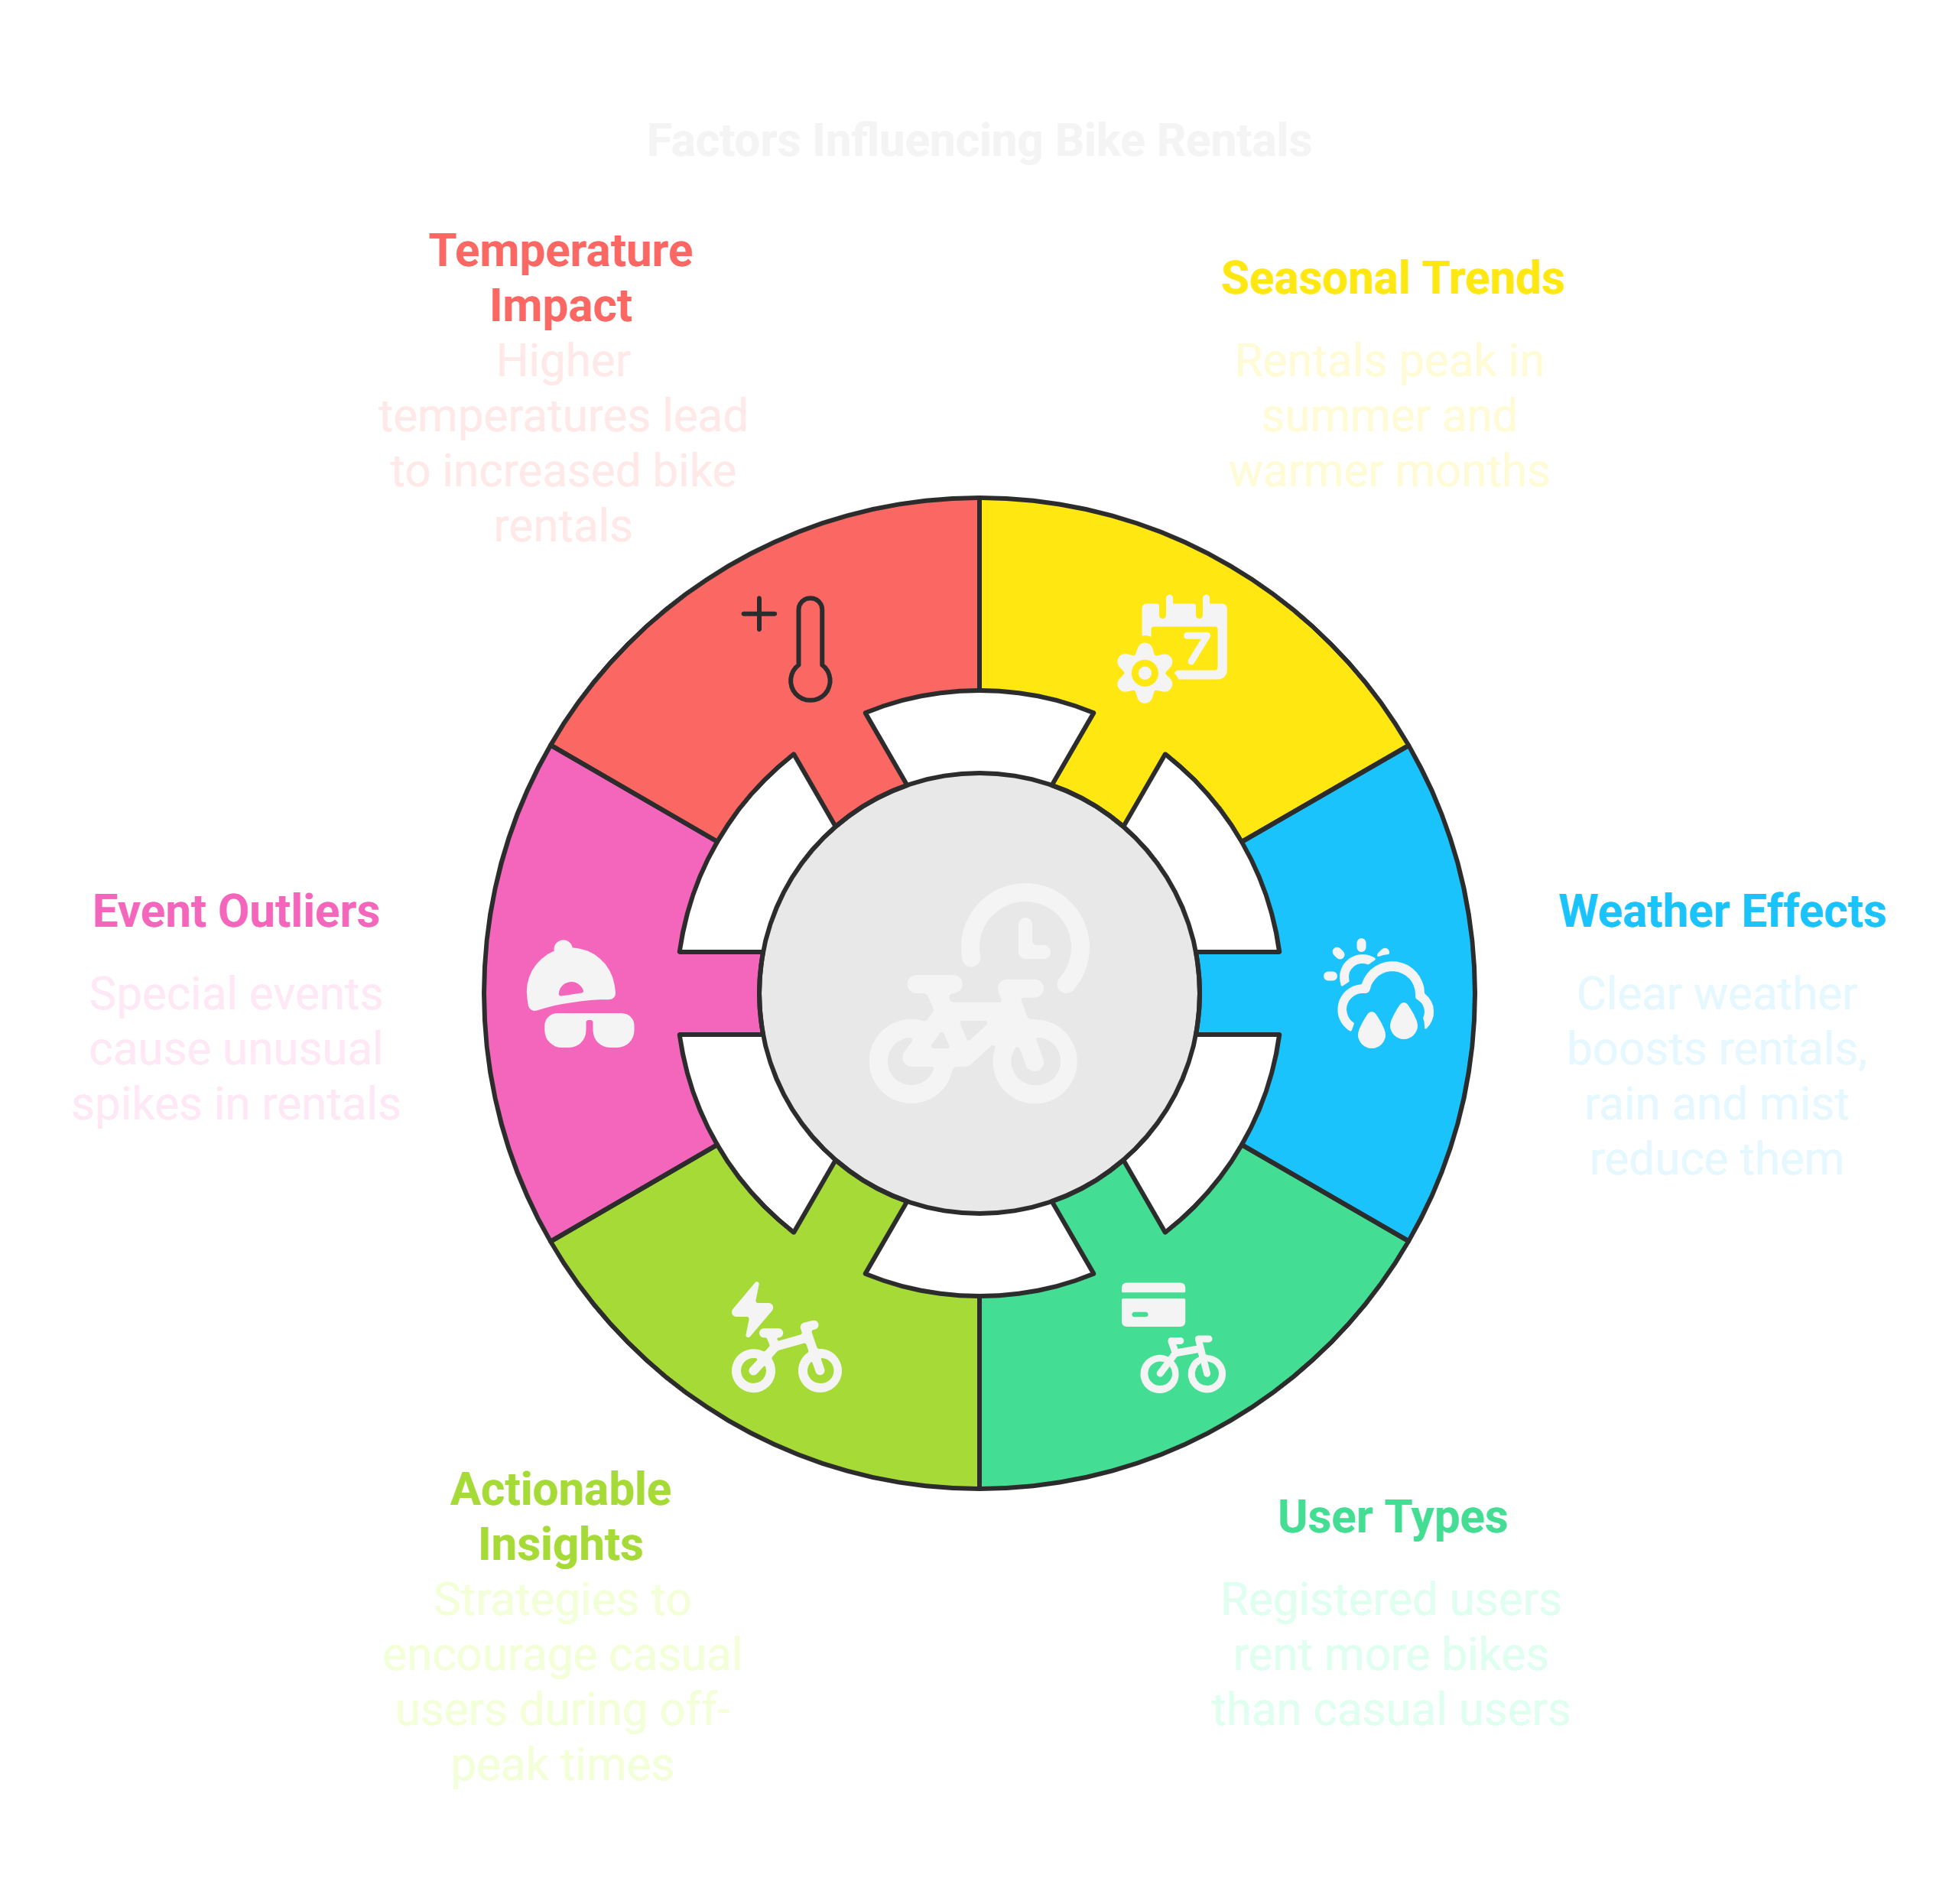 Factors Influencing Bike Rentals
Temperature
Impact
Higher
temperatures lead
to increased bike
rentals
Seasonal Trends
Rentals peak in
summer and
warmer months
7
Event Outliers
Special events
cause unusual
spikes in rentals
Weather Effects
Clear weather
boosts rentals,
rain and mist
reduce them
Actionable
Insights
Strategies to
encourage casual
users during off-
peak times
User Types
Registered users
rent more bikes
than casual users